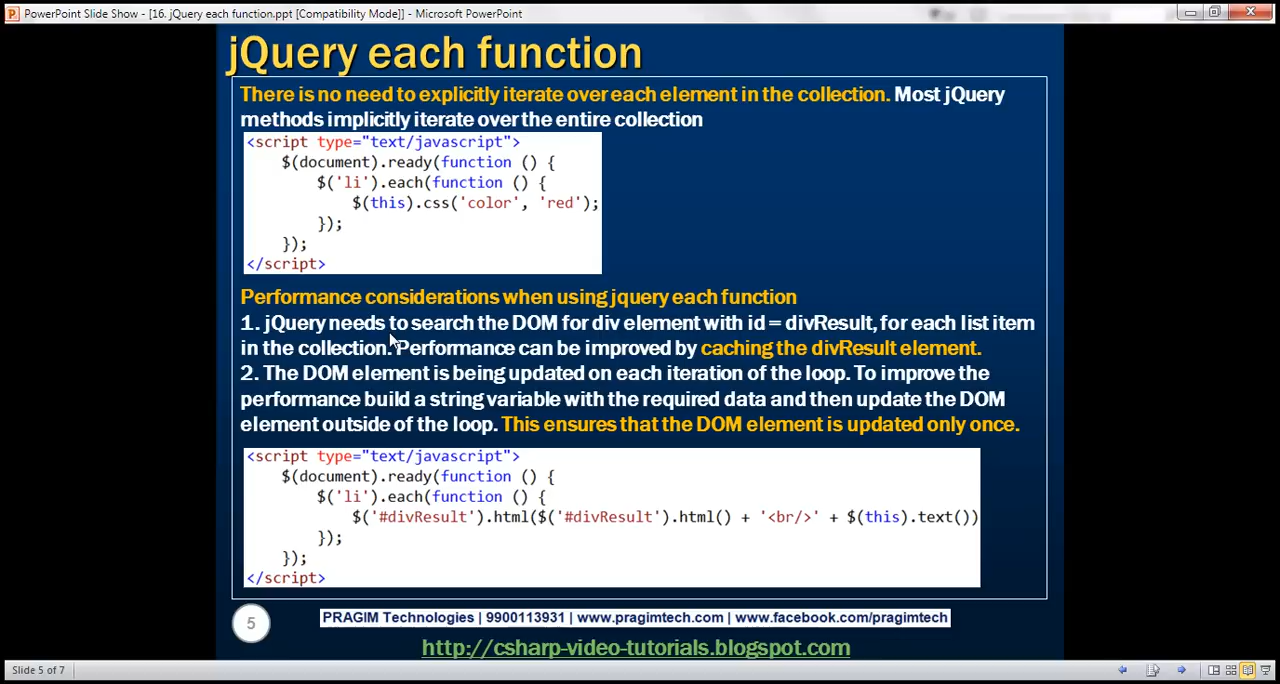 PowerPoint Slide Show - [16. jQuery each function.ppt [Compatibility Mode]] - Microsoft PowerPoint
jQuery each function
There is no need to explicitly iterate over each element in the collection. Most jQuery
methods implicitly iterate over the entire collection
<script type="text/javascript">
$(document).ready(function () {
$('li').each(function () {
$(this).css('color', 'red');
});
});
</script>
Performance considerations when using jquery each function
1. jQuery needs to search the DOM for div element with id = divResult, for each list item
in the collection. Performance can be improved by caching the divResult element.
2. The DOM element is being updated on each iteration of the loop. To improve the
performance build a string variable with the required data and then update the DOM
element outside of the loop. This ensures that the DOM element is updated only once.
<script type="text/javascript">
$(document).ready(function () {
$('li').each(function () {
$('#divResult').html($('#divResult').html() + '<br/>' + $(this).text())
});
});
</script>
5
PRAGIM Technologies | 9900113931 | www.pragimtech.com | www.facebook.com/pragimtech
http://csharp-video-tutorials.blogspot.com
Slide 5 of 7